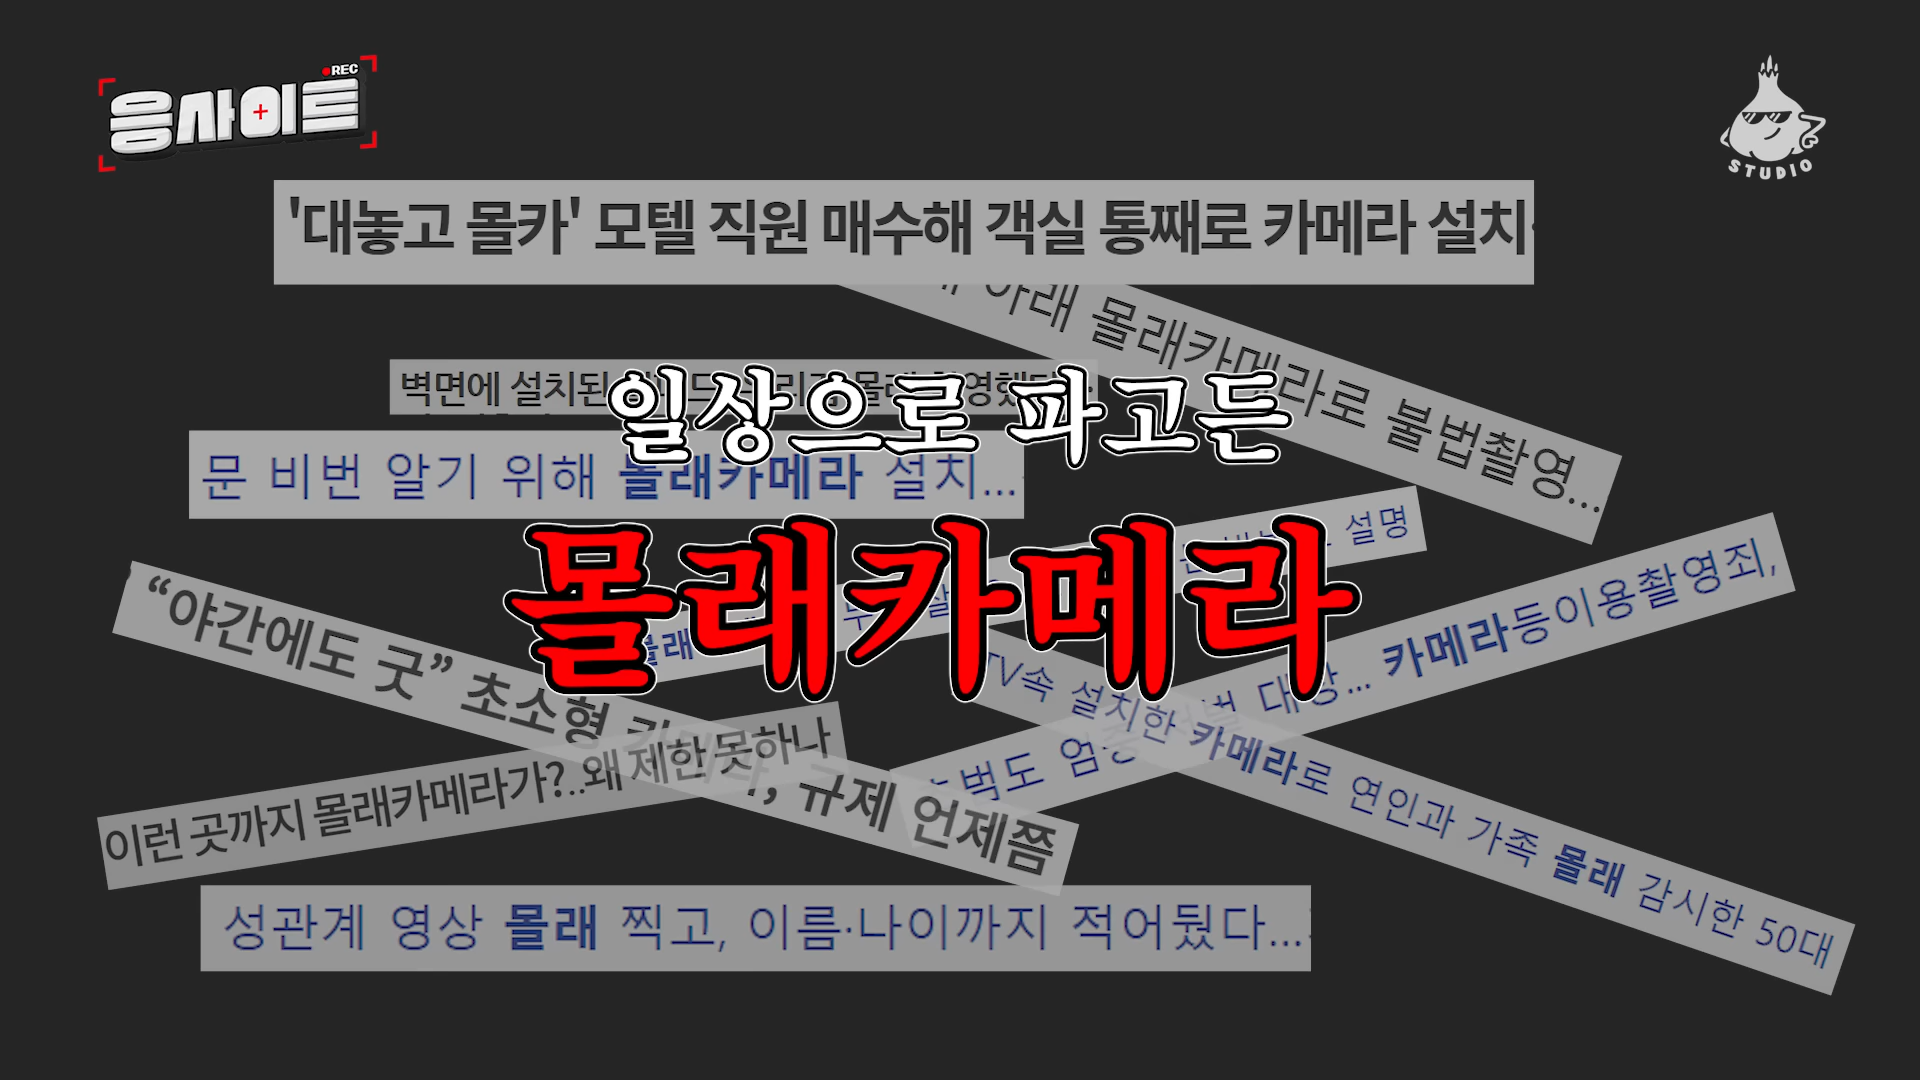 REC
응사이트
STUDIO
'대놓고 몰카' 모텔 직원 매수해 객실 통째로 카메라 설치
아래 몰래카메라로 불법촬영...
벽면에 설치된
일상으로 파고든
문 비번 알기 위해 몰래카메라 설치...
몰래카메라
설명
“야간에도 굿” 초소형 카메라, 규제 언제쯤
몰래
대상... 카메라등이용촬영죄,
TV속 설치한 카메라로 연인과 가족 몰래 감시한 50대
이런 곳까지 몰래카메라가?..왜 제한 못하나
성관계 영상 몰래 찍고, 이름·나이까지 적어뒀다...